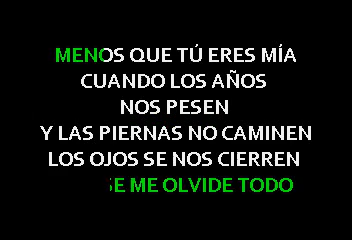 MENOS QUE TÚ ERES MÍA
CUANDO LOS AÑOS
NOS PESEN
Y LAS PIERNAS NO CAMINEN
LOS OJOS SE NOS CIERREN
SE ME OLVIDE TODO